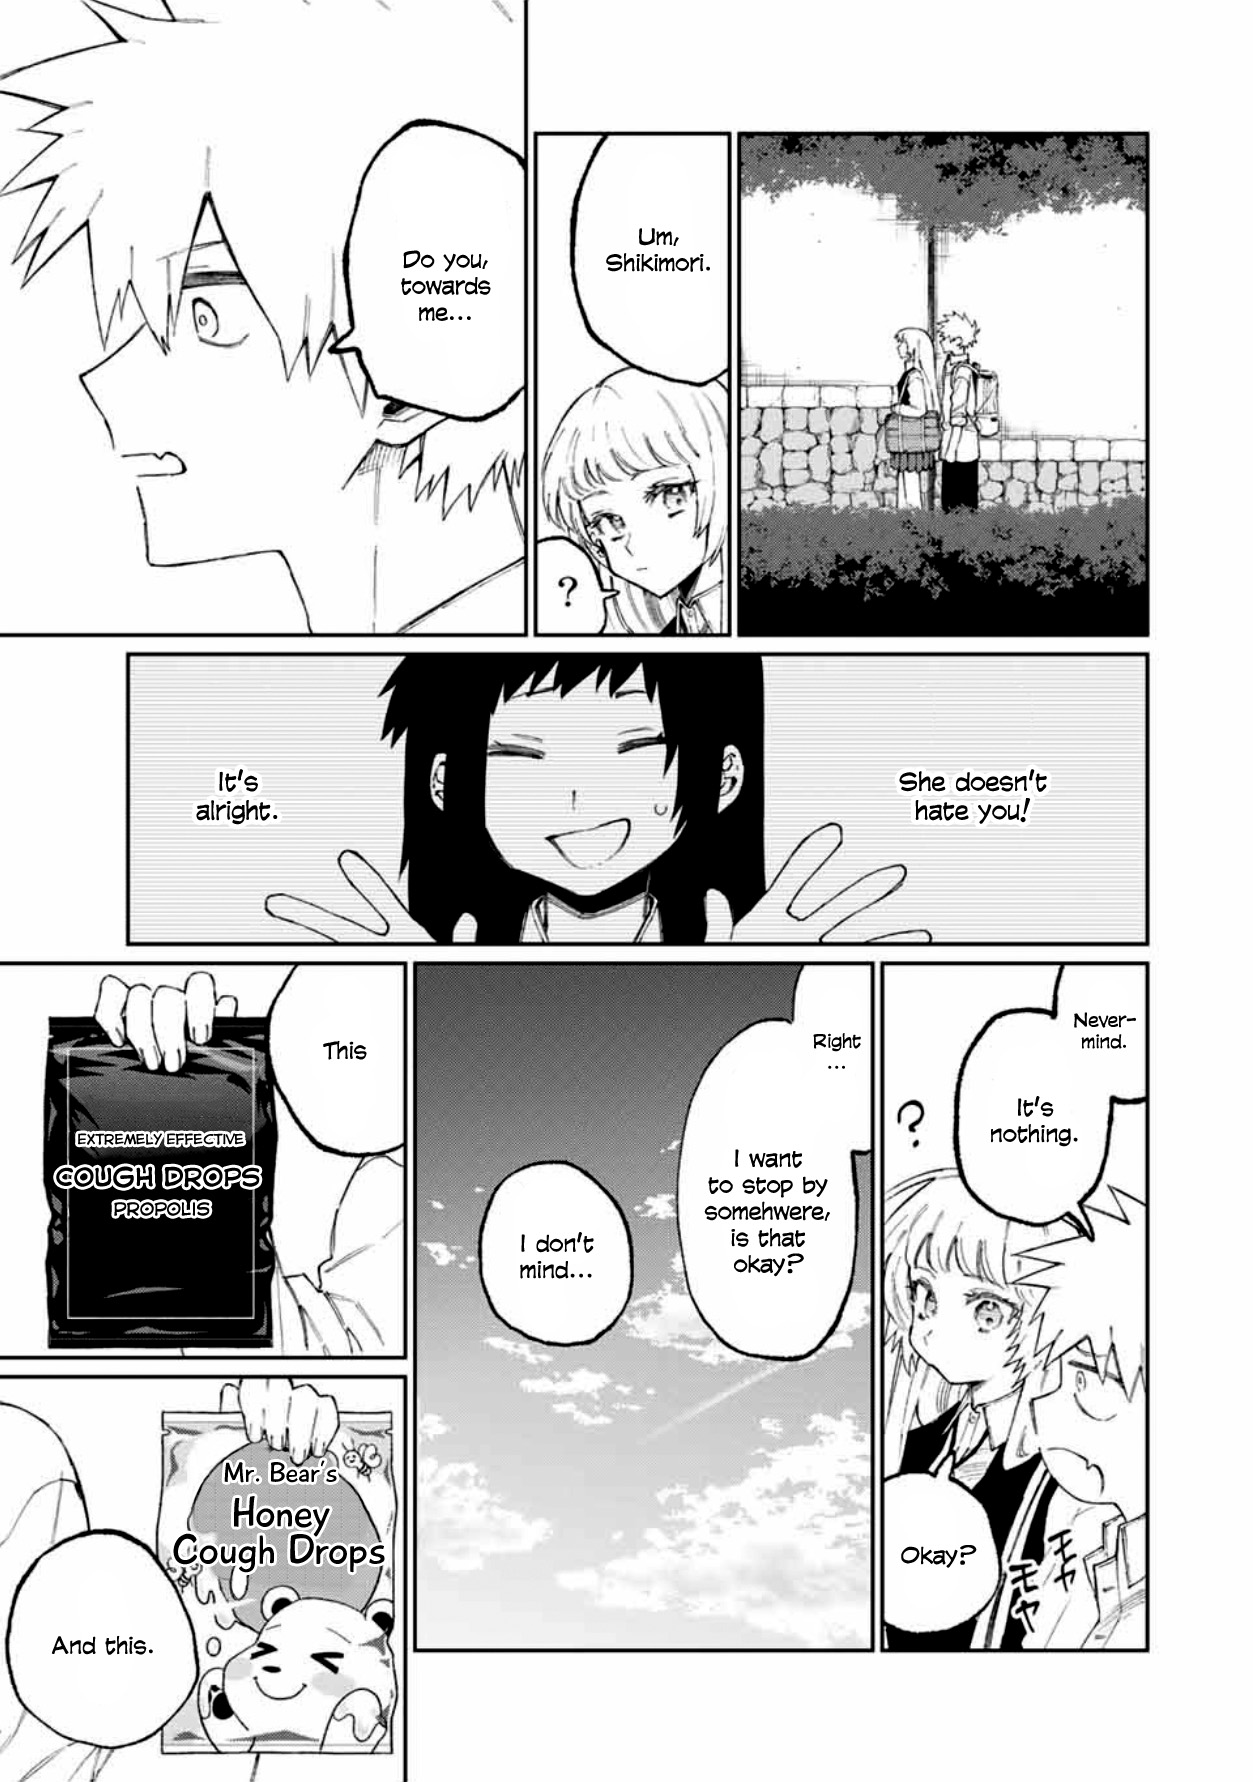 Um,
Shikimori.
?
Do you,
towards
me...
She doesn't
hate you!
It's
alright.
Never-
mind.
It's
nothing.
?
Okay?
モヤ
モヤ
Right
...
I want
to stop by
somehwere,
is that
okay?
I don't
mind...
This
EXTREMELY EFFECTIVE
COUGH DROPS
PROPOLIS
Mr. Bear's
Honey
Cough Drops
And this.